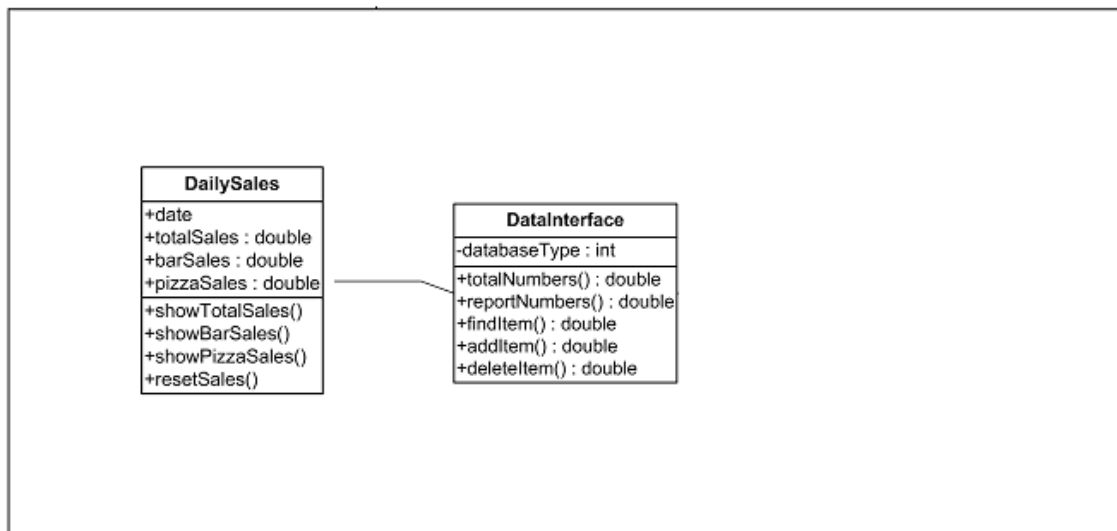 DailySales
+date
+totalSales : double
+barSales : double
+pizzaSales : double
+showTotalSales()
+showBarSales()
+showPizzaSales()
+resetSales()
DataInterface
-databaseType : int
+totalNumbers() : double
+reportNumbers() : double
+findItem() : double
+addItem() : double
+deleteItem() : double